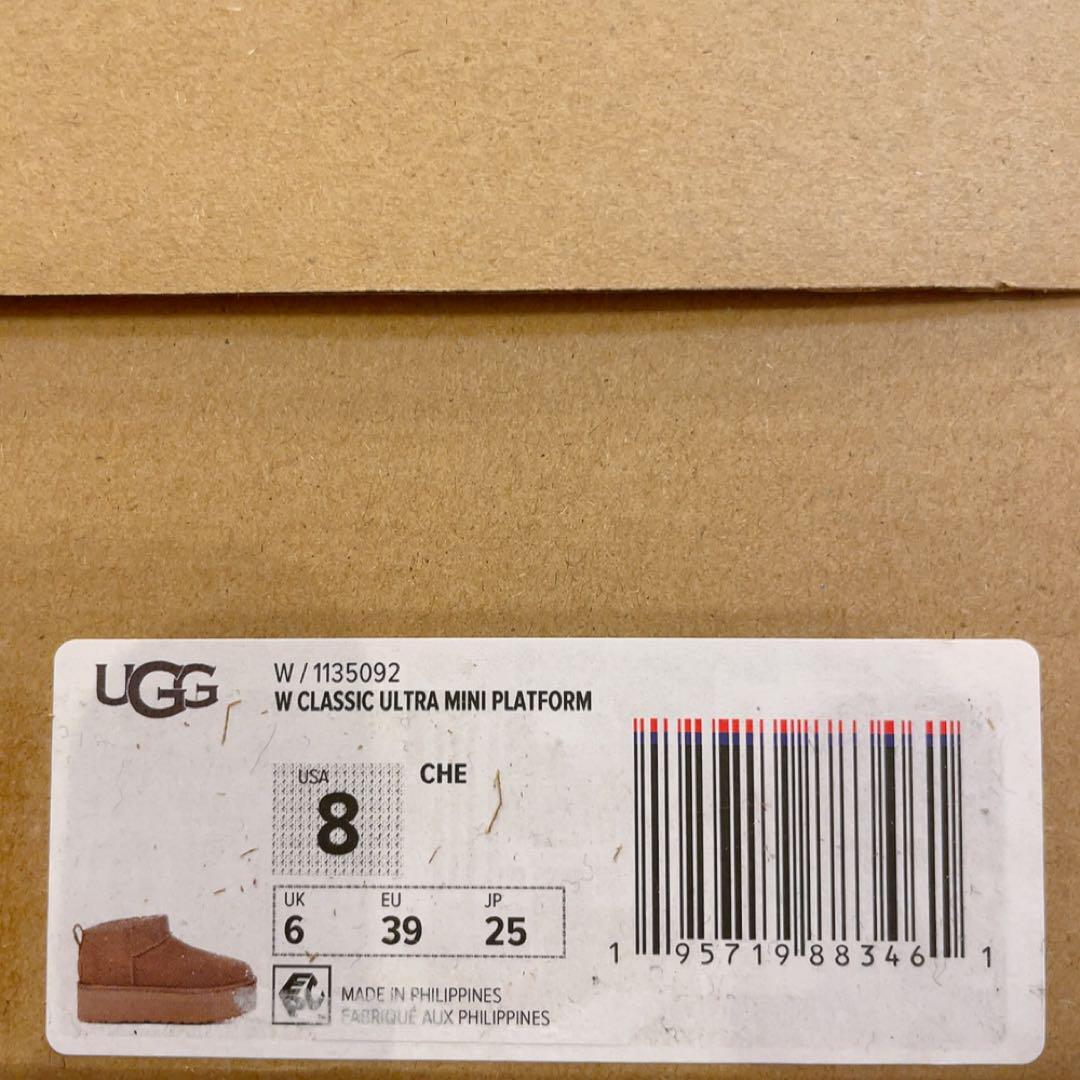 UGG
W / 1135092
W CLASSIC ULTRA MINI PLATFORM
USA
8
CHE
UK EU JP
6 39 25
1 95719 88346 1
MADE IN PHILIPPINES
FABRIQUÉ AUX PHILIPPINES